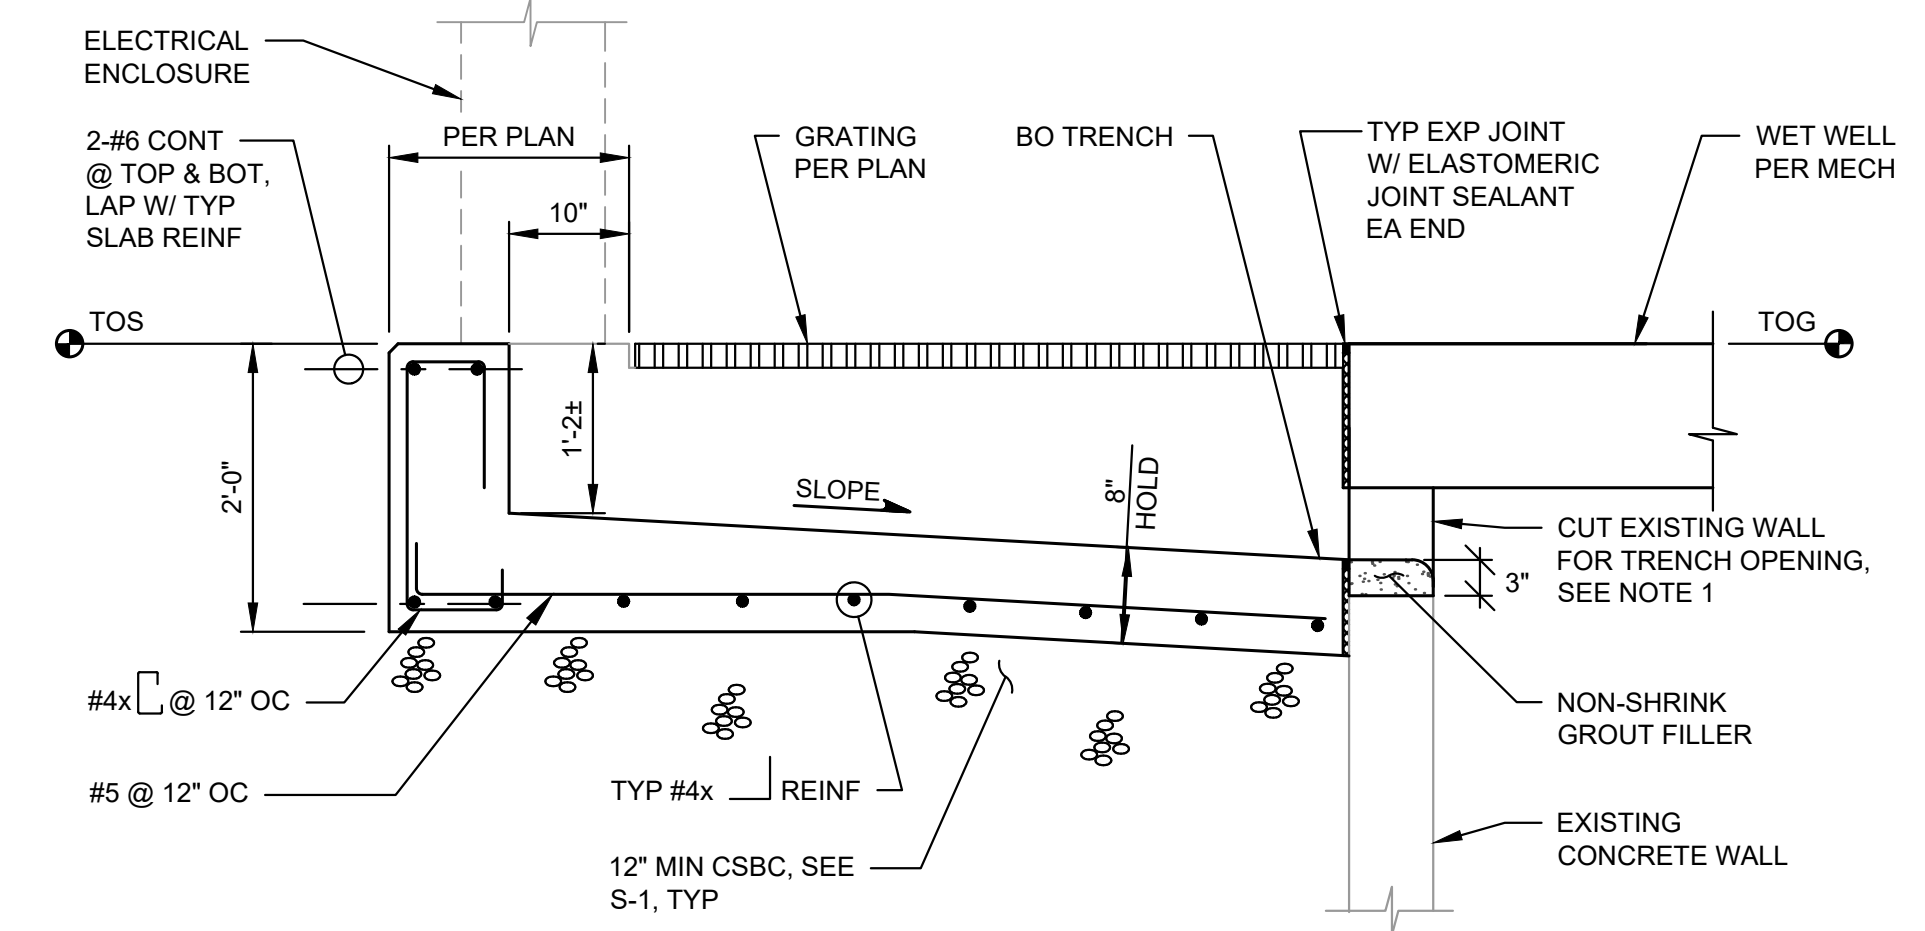 ELECTRICAL
ENCLOSURE
2-#6 CONT
@ TOP & BOT,
LAP W/ TYP
SLAB REINF
PER PLAN
10"
GRATING
PER PLAN
BO TRENCH
TYP EXP JOINT
W/ ELASTOMERIC
JOINT SEALANT
EA END
WET WELL
PER MECH
TOS
TOG
2'-0"
1'-2±
SLOPE
8"
HOLD
CUT EXISTING WALL
FOR TRENCH OPENING,
SEE NOTE 1
3"
#4x @ 12" OC
#5 @ 12" OC
TYP #4x REINF
12" MIN CSBC, SEE
S-1, TYP
NON-SHRINK
GROUT FILLER
EXISTING
CONCRETE WALL